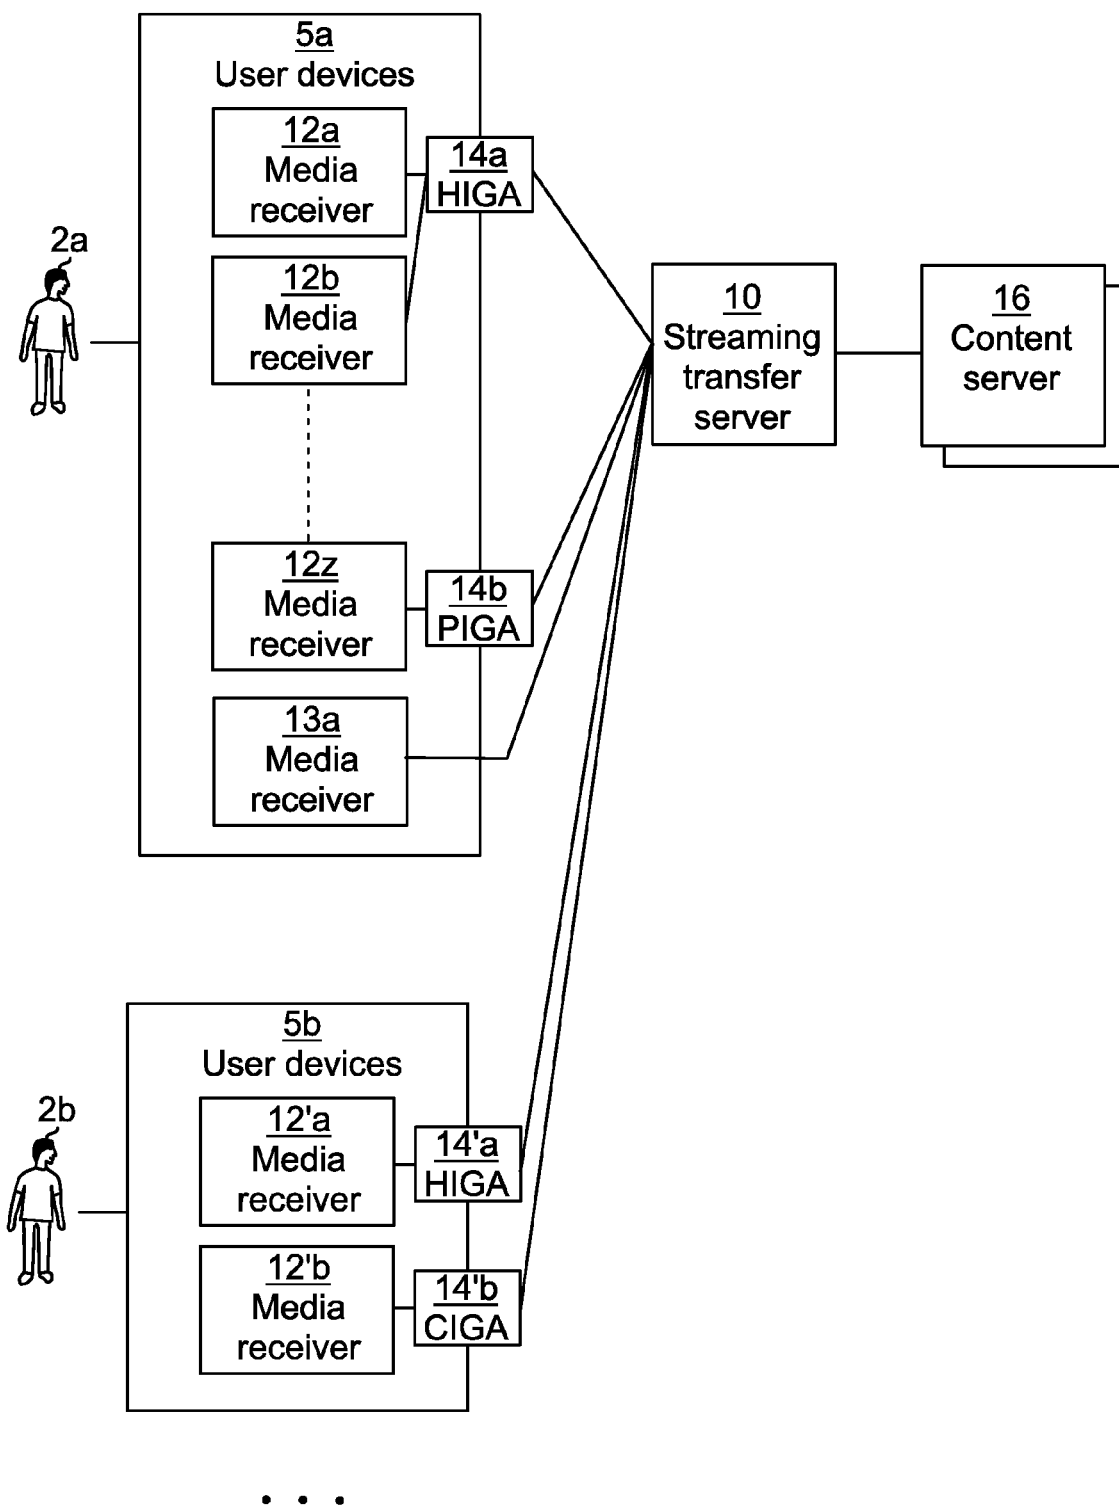 5a
User devices
12a
Media
receiver
14a
HIGA
2a
12b
Media
receiver
10
Streaming
transfer
server
16
Content
server
12z
Media
receiver
14b
PIGA
13a
Media
receiver
5b
User devices
2b
12'a
Media
receiver
14'a
HIGA
12'b
Media
receiver
14'b
CIGA
. . .